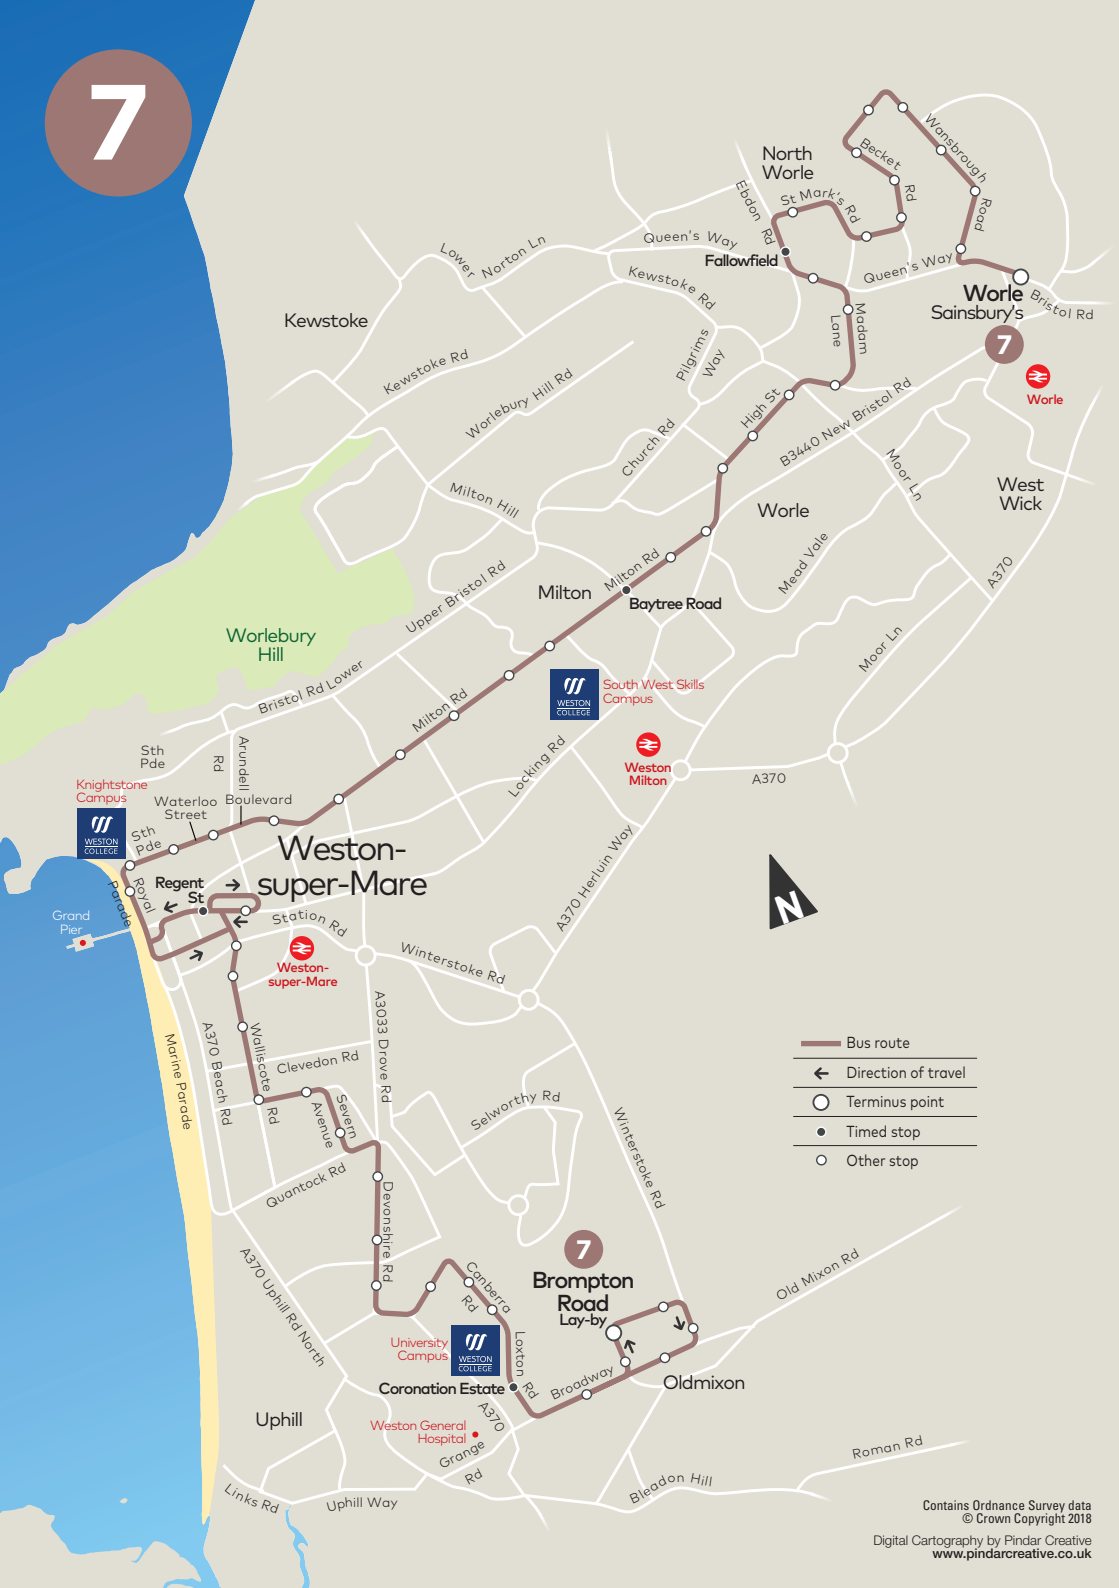 7
North
Worle
Wansbrough
Road
Becket
Rd
St Mark's Rd
Ebdon Rd
Queen's Way
Fallowfield
Queen's Way
Worle
Sainsbury's
Bristol Rd
7
Worle
Lower
Norton Ln
Kewstoke Rd
Kewstoke
Kewstoke Rd
Pilgrims
Way
Madam
Lane
Worlebury Hill Rd
High St
B3440 New Bristol Rd
Church Rd
Moor Ln
West
Wick
Milton Hill
Worle
Mead Vale
A370
Milton Rd
Milton
Baytree Road
Upper Bristol Rd
Moor Ln
Worlebury
Hill
Bristol Rd Lower
WESTON
COLLEGE
South West Skills
Campus
Milton Rd
Sth
Pde
Arundell
Rd
Locking Rd
Weston
Milton
A370
Knightstone
Campus
WESTON
COLLEGE
Waterloo
Street
Boulevard
Sth
Pde
Weston-
super-Mare
Royal
Parade
Regent
St
Grand
Pier
Station Rd
Weston-
super-Mare
Winterstoke Rd
A370 Herluin Way
N
A3033 Drove Rd
Marine Parade
A370 Beach Rd
Walliscote
Rd
Clevedon Rd
Severn
Avenue
Selworthy Rd
Winterstoke Rd
Bus route
Direction of travel
Terminus point
Timed stop
Other stop
Quantock Rd
Devonshire Rd
A370 Uphill Rd North
Canberra
Rd
7
Brompton
Road
Lay-by
Old Mixon Rd
University
Campus
WESTON
COLLEGE
Loxton
Rd
Broadway
Oldmixon
Coronation Estate
A370
Uphill
Weston General
Hospital
Grange
Rd
Links Rd
Uphill Way
Bleadon Hill
Roman Rd
Contains Ordnance Survey data
© Crown Copyright 2018
Digital Cartography by Pindar Creative
www.pindarcreative.co.uk